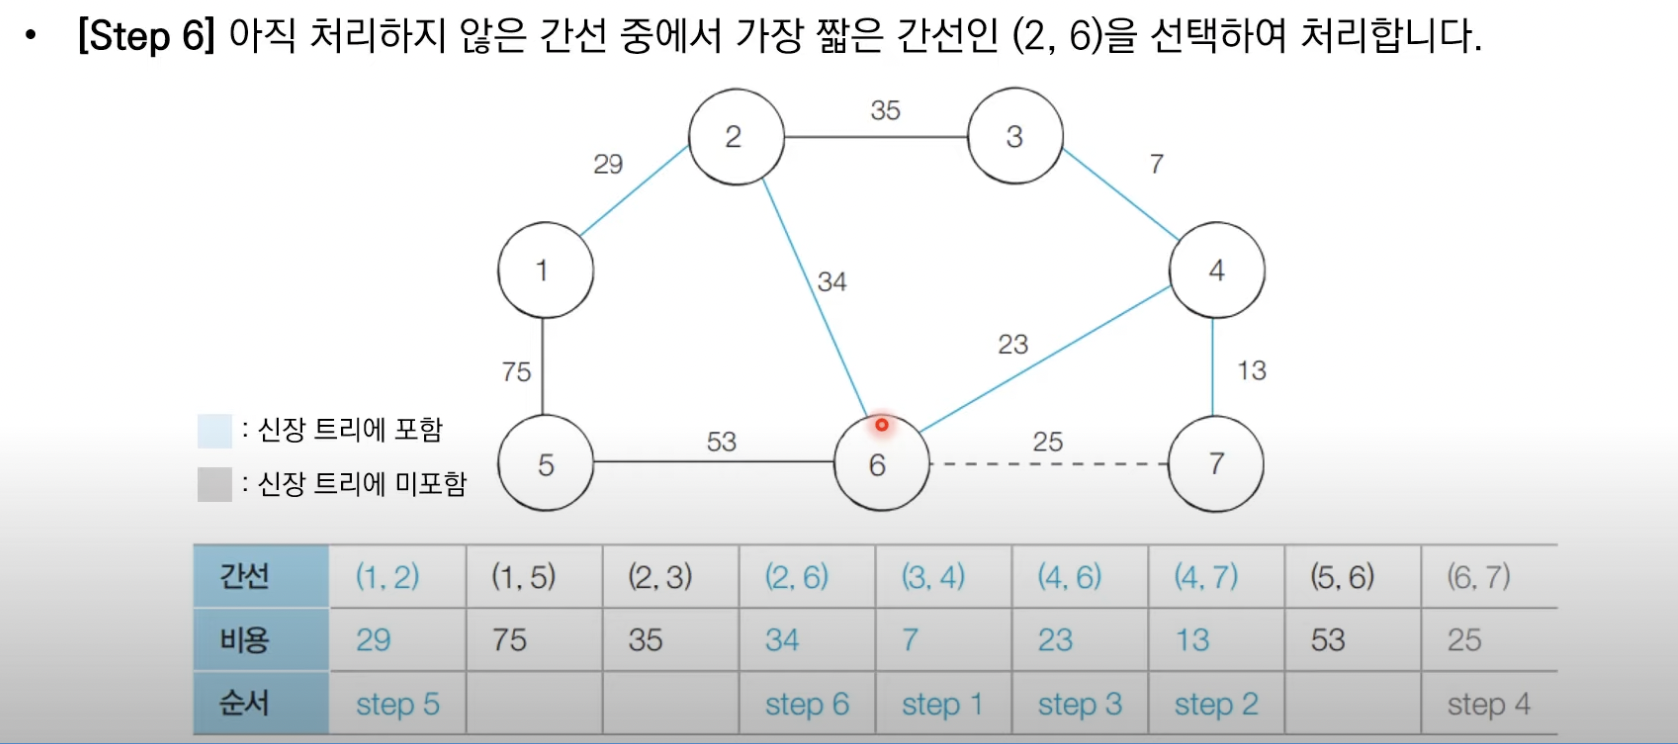 • [Step 6] 아직 처리하지 않은 간선 중에서 가장 짧은 간선인 (2, 6)을 선택하여 처리합니다.
35
2
3
29
7
1
4
34
23
75
13
: 신장 트리에 포함
53
25
5
6
7
: 신장 트리에 미포함
간선 (1, 2) (1, 5) (2, 3) (2, 6) (3, 4) (4, 6) (4, 7) (5, 6) (6, 7)
비용 29 75 35 34 7 23 13 53 25
순서 step 5 step 6 step 1 step 3 step 2 step 4